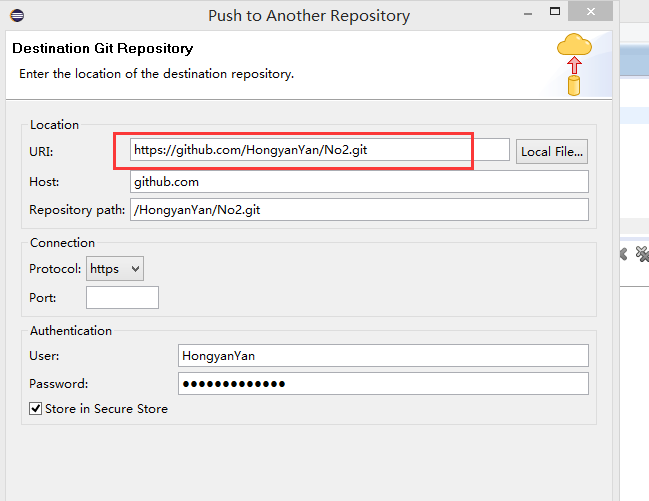 Push to Another Repository
Destination Git Repository
Enter the location of the destination repository.
Location
URI: https://github.com/HongyanYan/No2.git Local File...
Host: github.com
Repository path: /HongyanYan/No2.git
Connection
Protocol: https
Port:
Authentication
User: HongyanYan
Password: ●●●●●●●●●●●●●
Store in Secure Store